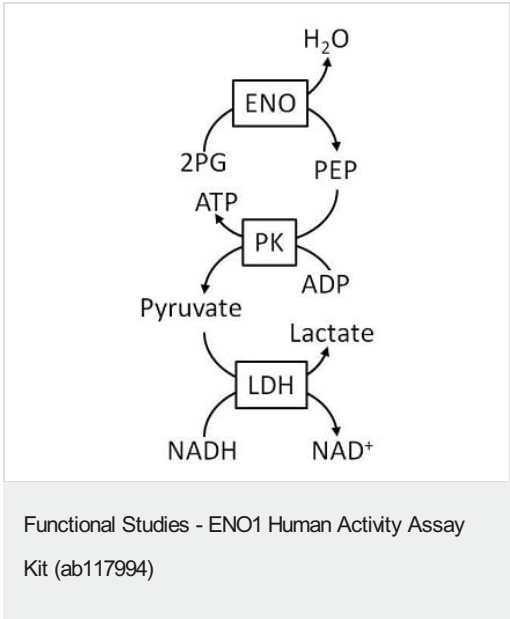 H₂O
ENO
2PG
PEP
ATP
PK
ADP
Pyruvate
Lactate
LDH
NADH
NAD⁺
Functional Studies - ENO1 Human Activity Assay
Kit (ab117994)